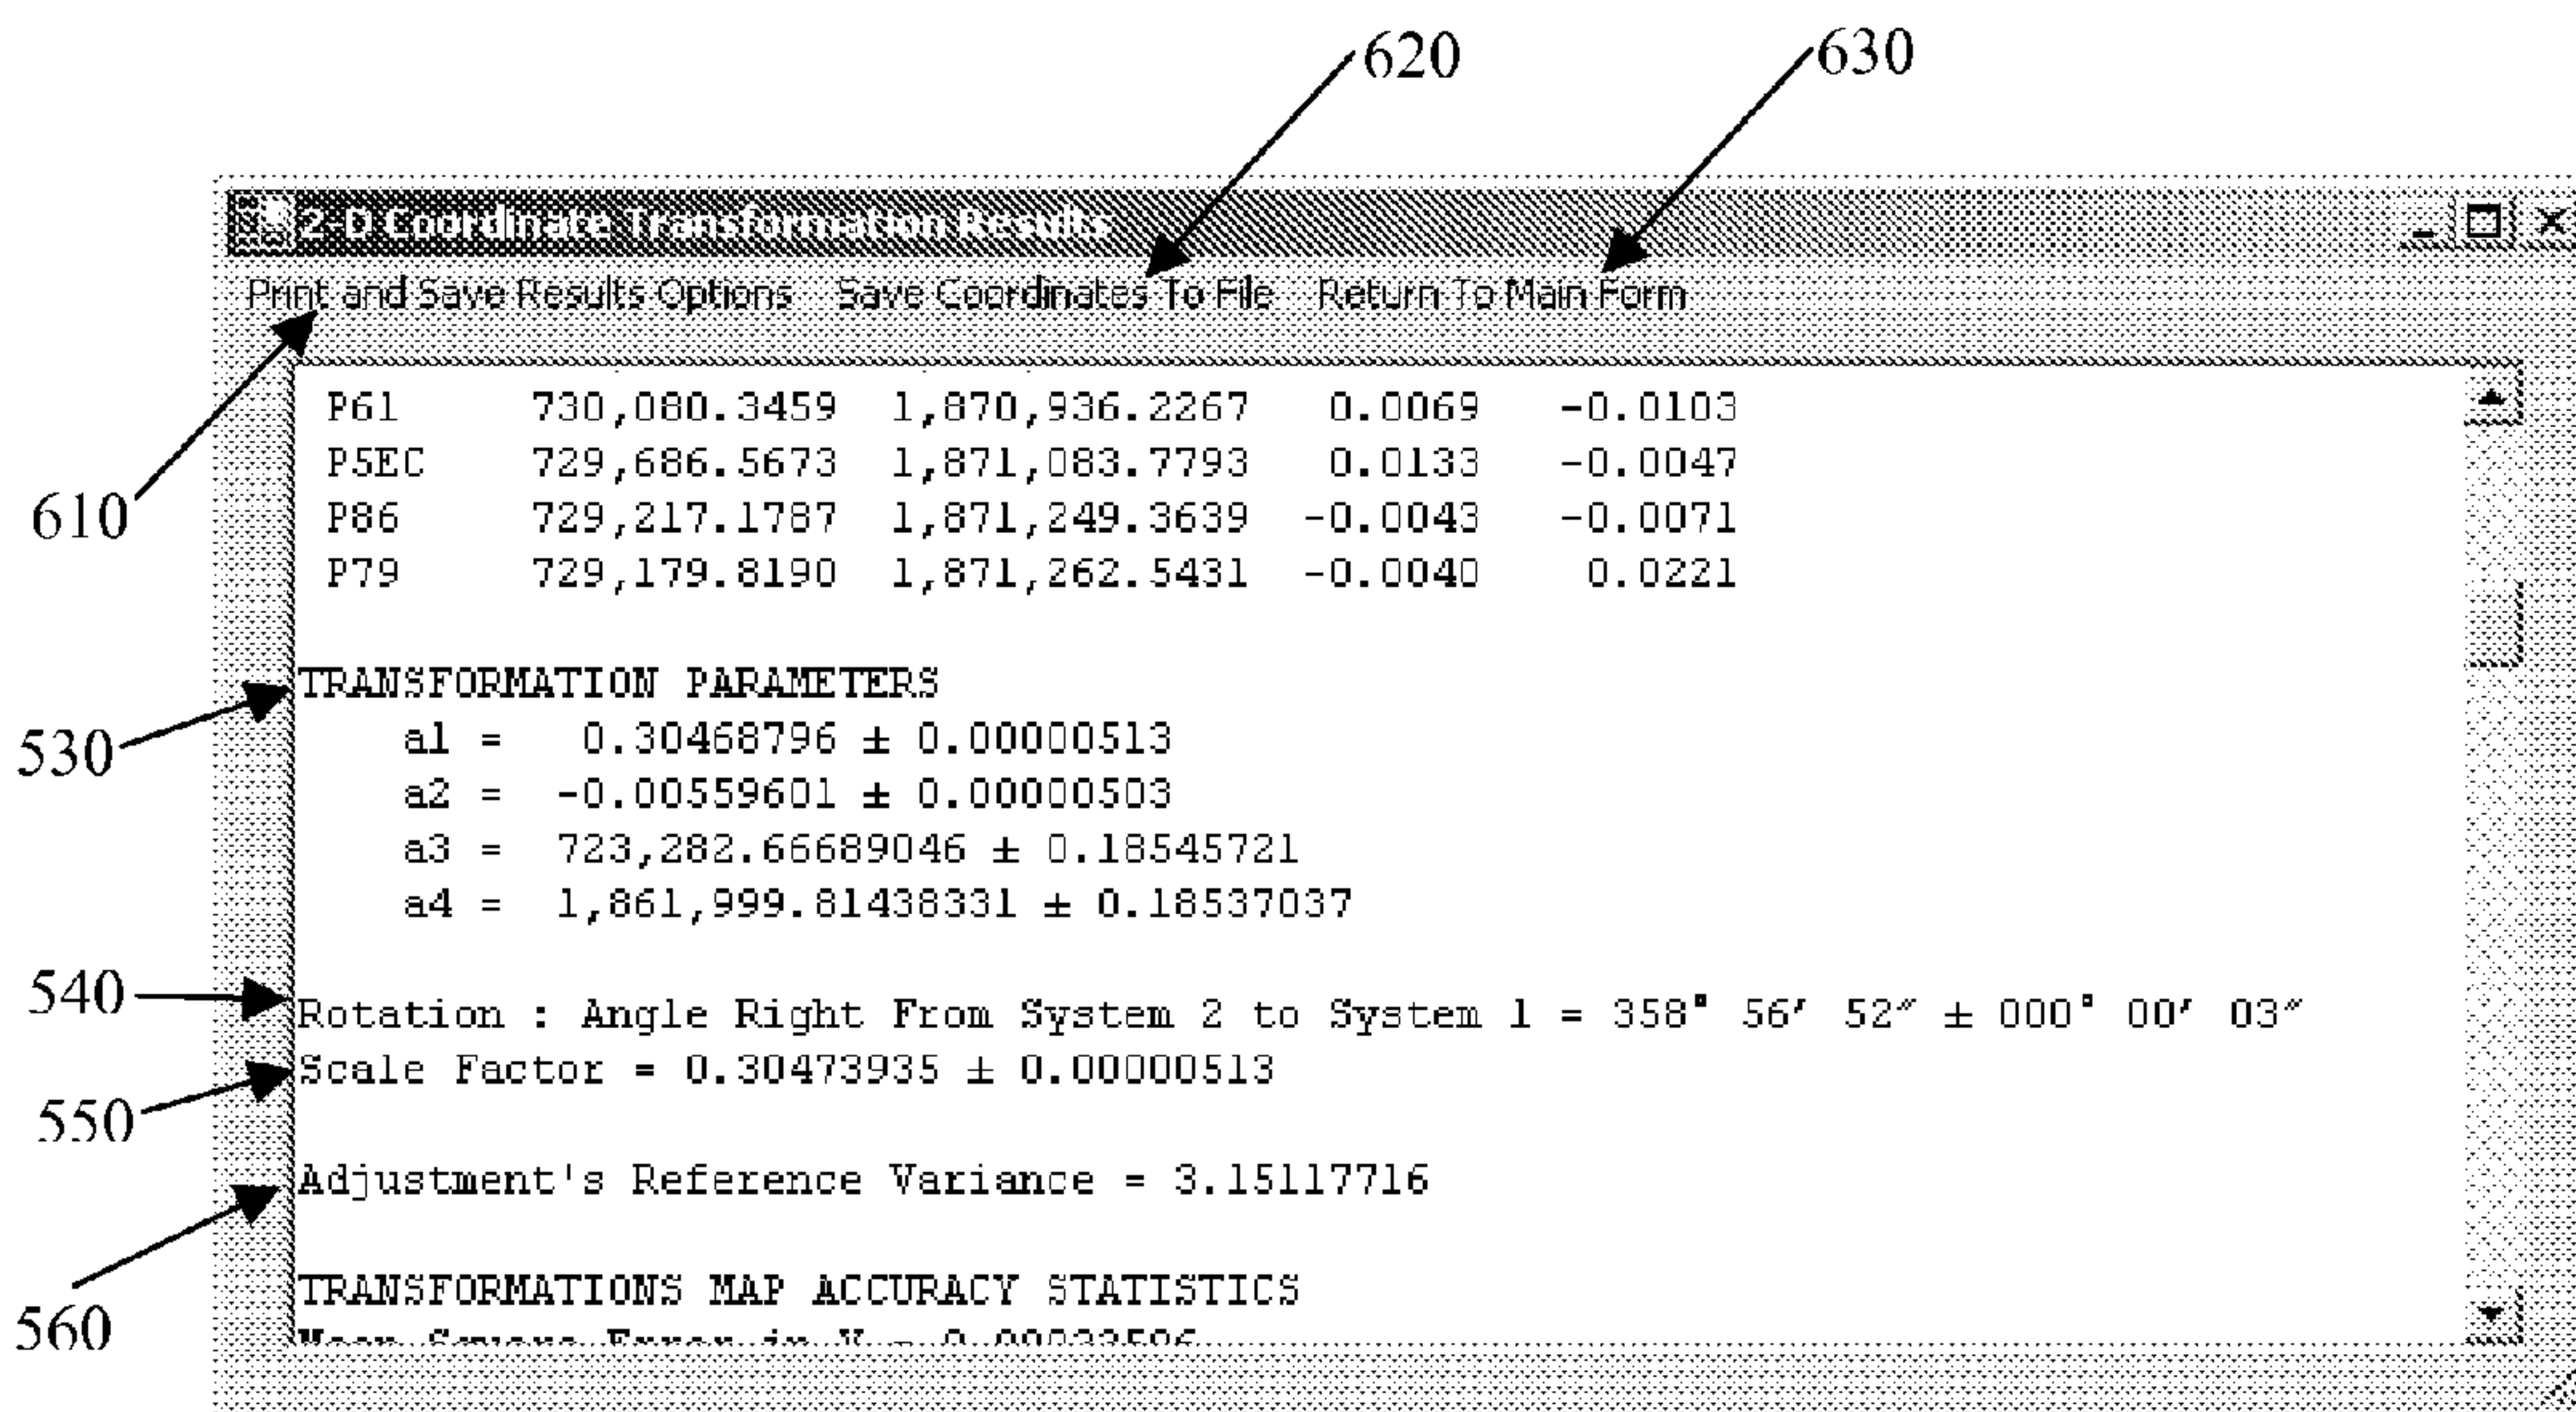 620
630
2-D Coordinate Transformation Results
Print and Save Results Options Save Coordinates To File Return To Main Form
P61 730,080.3459 1,870,936.2267 0.0069 -0.0103
P5EC 729,686.5673 1,871,083.7793 0.0133 -0.0047
610
P86 729,217.1787 1,871,249.3639 -0.0043 -0.0071
P79 729,179.8190 1,871,262.5431 -0.0040 0.0221
TRANSFORMATION PARAMETERS
530
a1 = 0.30468796 ± 0.00000513
a2 = -0.00559601 ± 0.00000503
a3 = 723,282.66689046 ± 0.18545721
a4 = 1,861,999.81438331 ± 0.18537037
540
Rotation : Angle Right From System 2 to System 1 = 358° 56' 52" ± 000° 00' 03"
Scale Factor = 0.30473935 ± 0.00000513
550
Adjustment's Reference Variance = 3.15117716
TRANSFORMATIONS MAP ACCURACY STATISTICS
560
Mean Square Error in